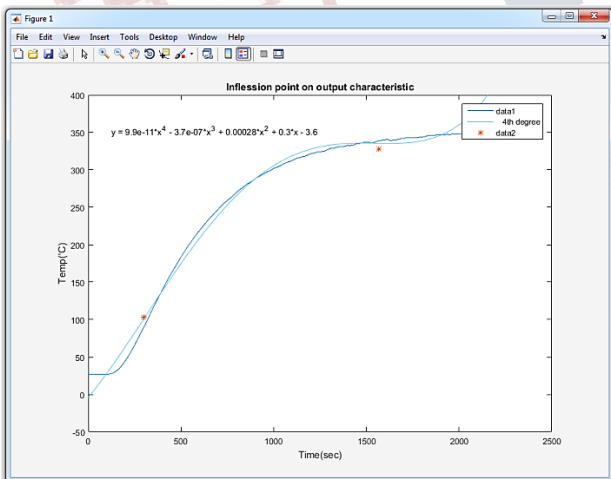 Figure 1
File Edit View Insert Tools Desktop Window Help
Inflession point on output characteristic
400
350
300
250
200
150
100
50
0
-50
y = 9.9e-11*x^4 - 3.7e-07*x^3 + 0.00028*x^2 + 0.3*x - 3.6
data1
4th degree
data2
Temp(°C)
0 500 1000 1500 2000 2500
Time(sec)